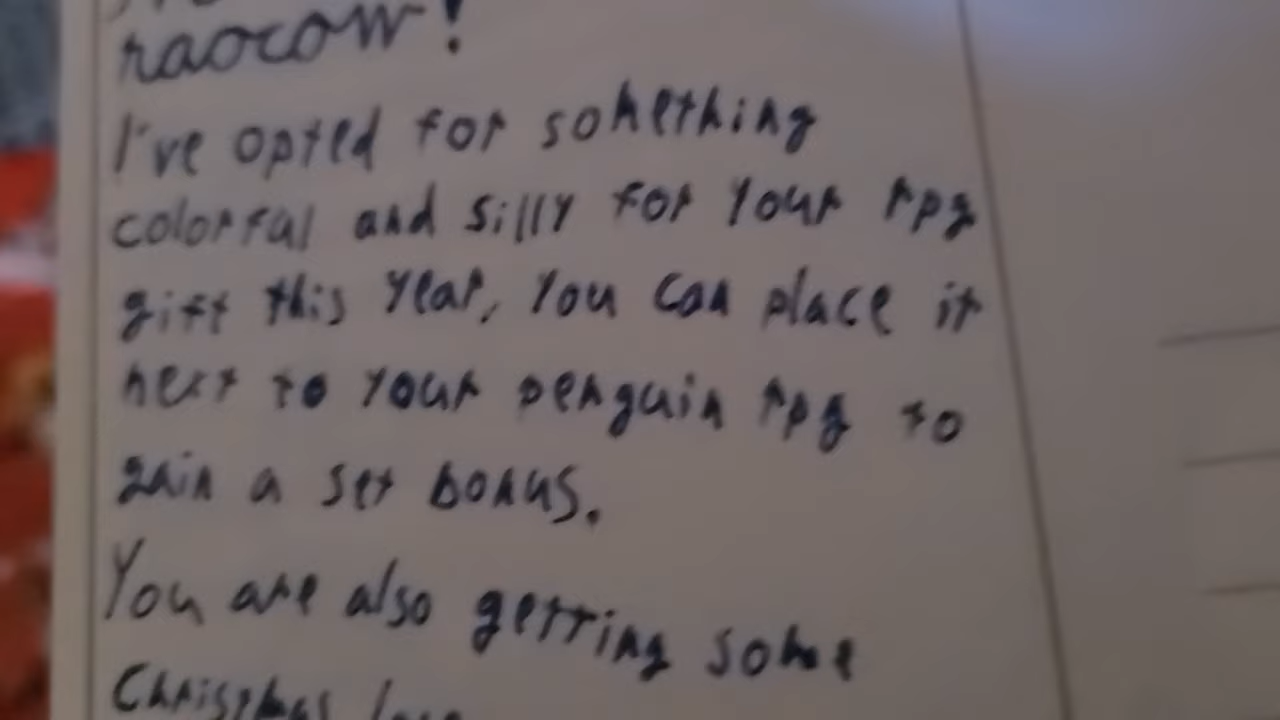 raocow!
I've opted for something
colorful and silly for your rpg
gift this year, you can place it
next to your penguin rpg to
gain a set bonus.
You are also getting some
Christmas